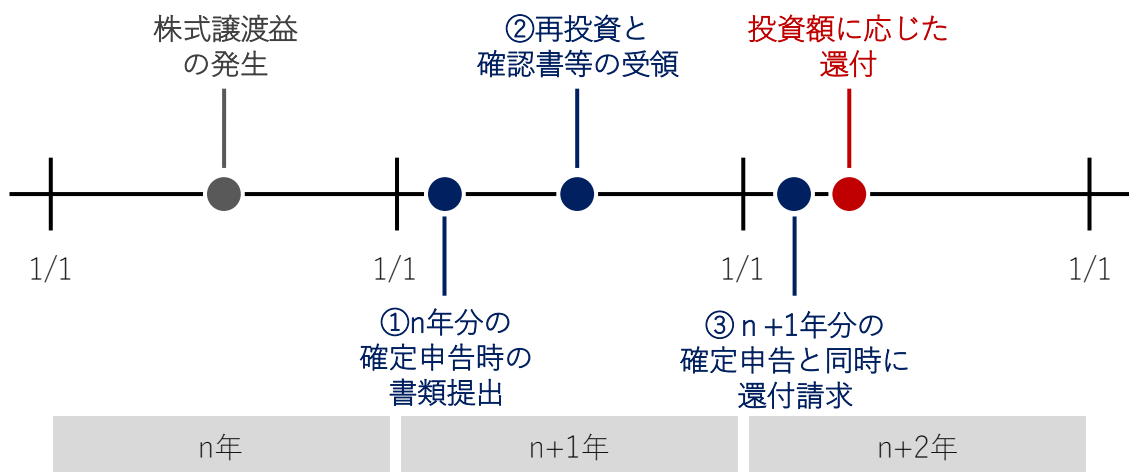 株式譲渡益
の発生
②再投資と
確認書等の受領
投資額に応じた
還付
1/1
1/1
1/1
1/1
①n年分の
確定申告時の
書類提出
③ n +1年分の
確定申告と同時に
還付請求
n年
n+1年
n+2年